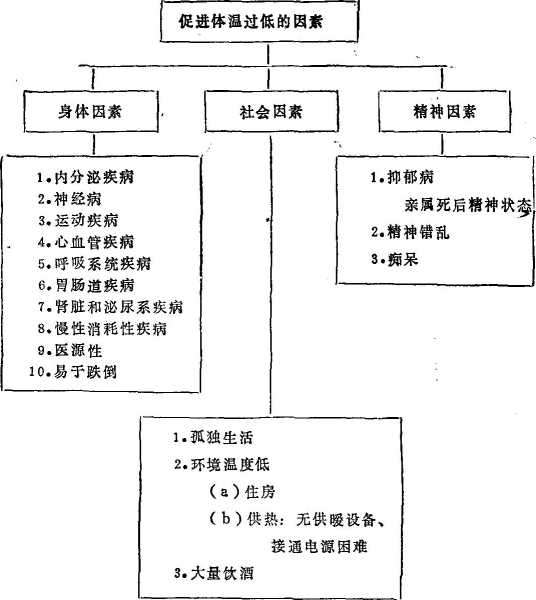 促进体温过低的因素
身体因素
社会因素
精神因素
1.内分泌疾病
2.神经病
3.运动疾病
4.心血管疾病
5.呼吸系统疾病
6.胃肠道疾病
7.肾脏和泌尿系疾病
8.慢性消耗性疾病
9.医源性
10.易于跌倒
1.抑郁病
亲属死后精神状态
2.精神错乱
3.痴呆
1.孤独生活
2.环境温度低
(a)住房
(b)供热：无供暖设备、
接通电源困难
3.大量饮酒